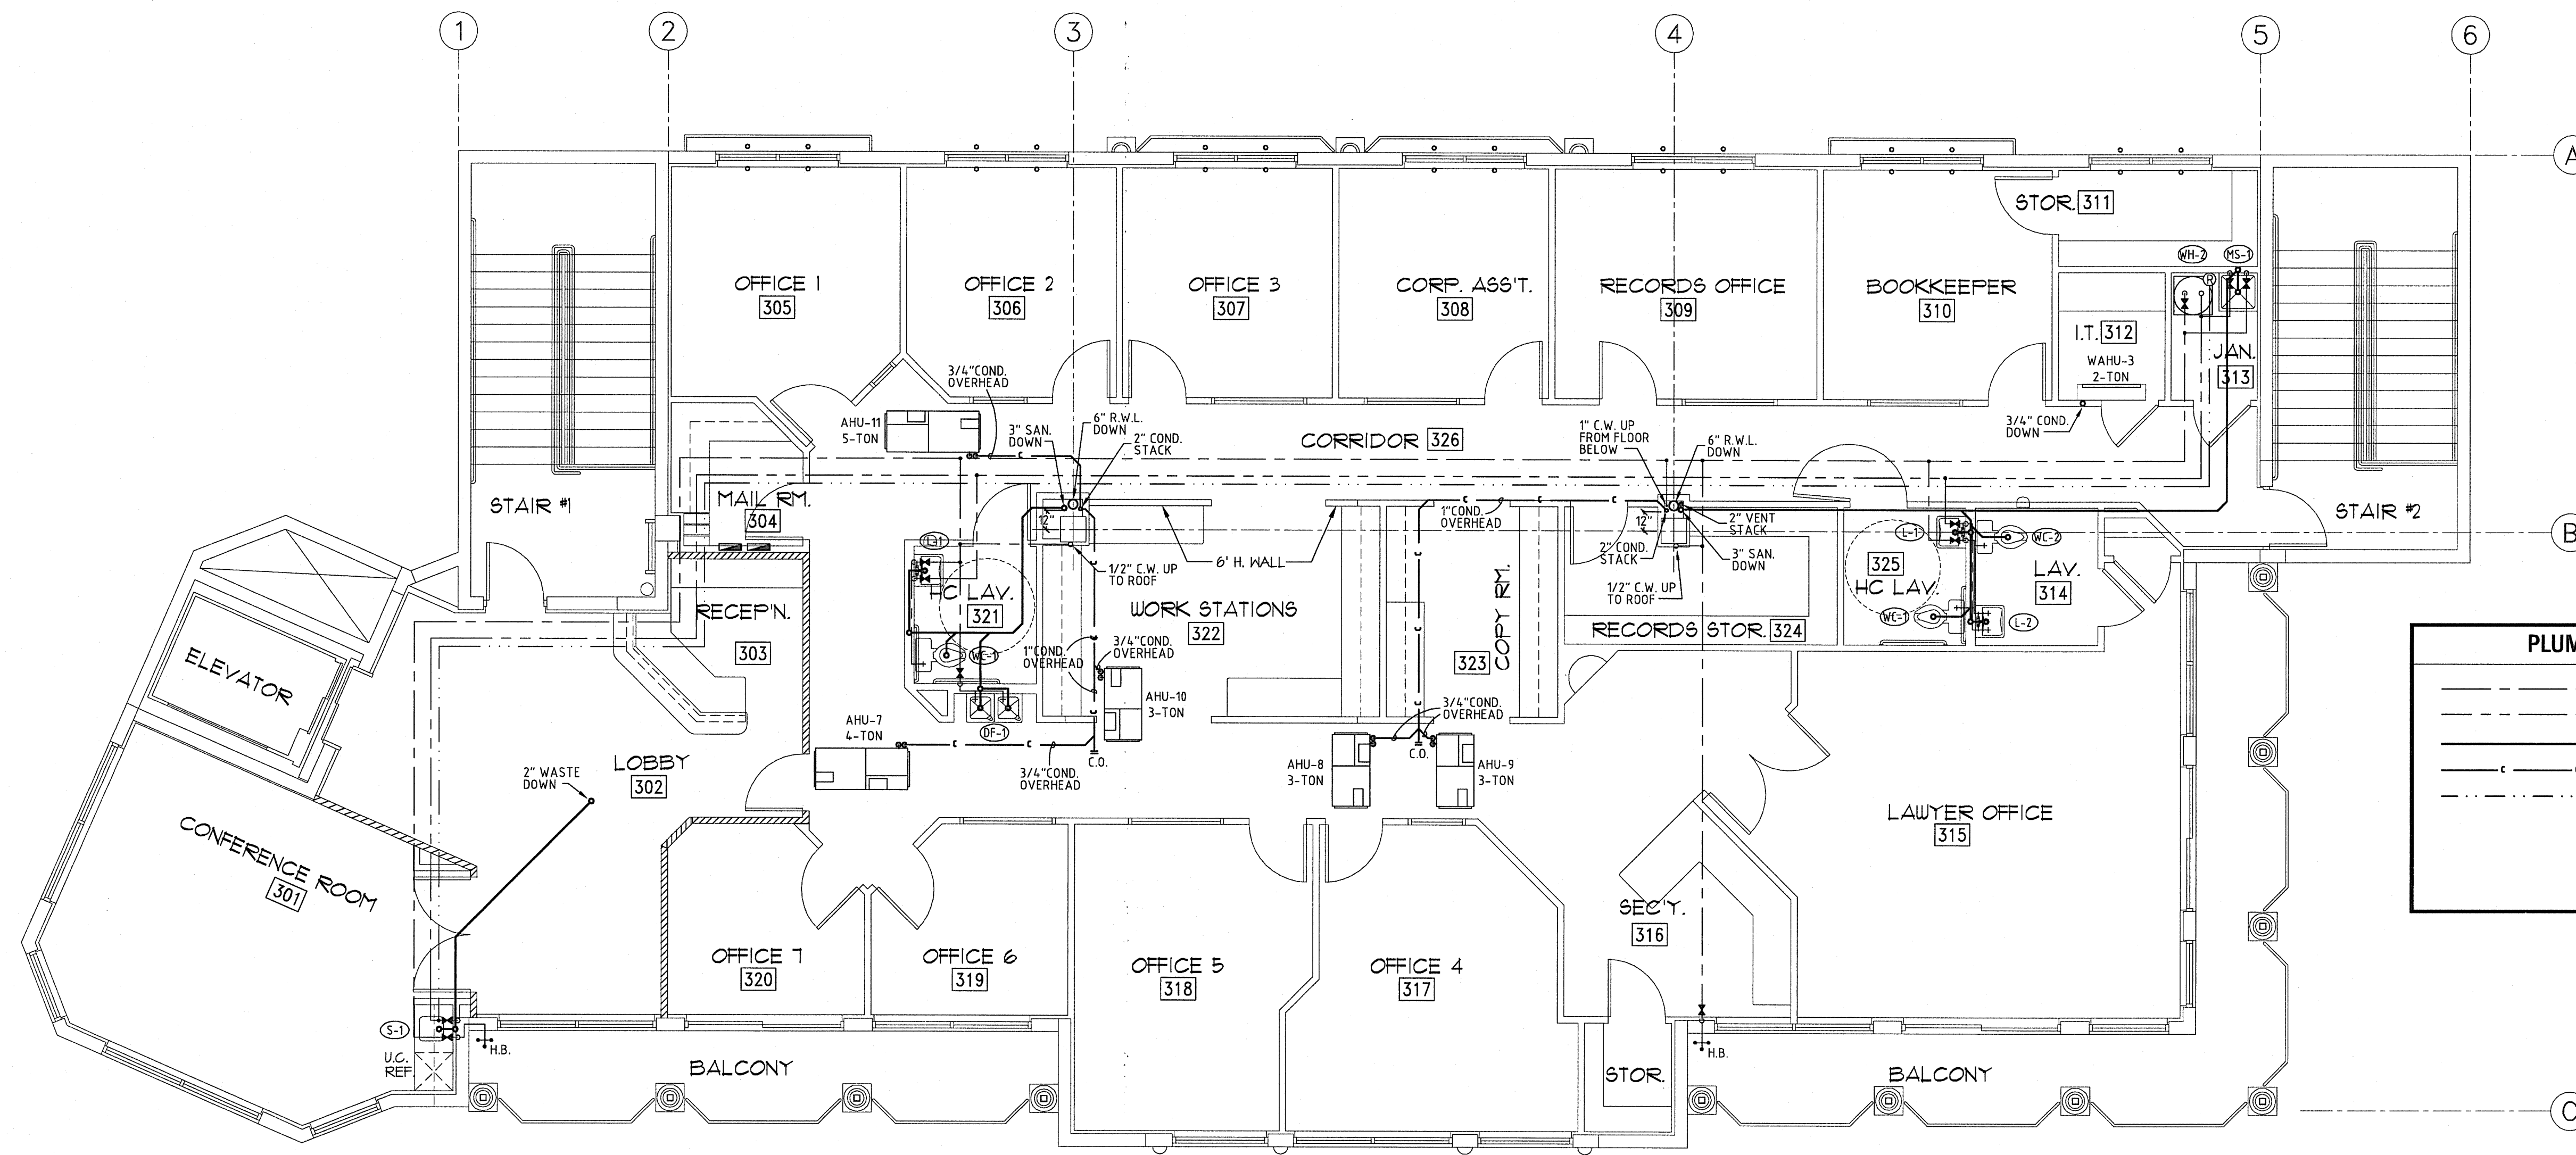 1
2
3
4
5
6
A
STOR. 311
WH-2
MS-1
OFFICE 1
305
OFFICE 2
306
OFFICE 3
307
CORP. ASS'T.
308
RECORDS OFFICE
309
BOOKKEEPER
310
I.T. 312
WAHU-3
2-TON
R
JAN.
313
3/4" COND.
OVERHEAD
AHU-11
5-TON
3" SAN.
DOWN
6" R.W.L.
DOWN
2" COND.
STACK
CORRIDOR 326
1" C.W. UP
FROM FLOOR
BELOW
6" R.W.L.
DOWN
3/4" COND.
DOWN
STAIR #1
MAIL RM.
304
12"
C
C
C
C
1"COND.
OVERHEAD
12"
2" VENT
STACK
2" COND.
STACK
3" SAN.
DOWN
1/2" C.W. UP
TO ROOF
STAIR #2
B
L-1
L-1
WC-2
6' H. WALL
1/2" C.W. UP
TO ROOF
325
HC LAV.
LAV.
314
HC LAV.
321
RECEP'N.
303
WORK STATIONS
322
COPY RM.
323
RECORDS STOR. 324
WC-1
L-2
WC-1
1"COND.
OVERHEAD
3/4"COND.
OVERHEAD
ELEVATOR
AHU-10
3-TON
DF-1
AHU-7
4-TON
C
C
3/4"COND.
OVERHEAD
C.O.
3/4"COND.
OVERHEAD
C.O.
AHU-8
3-TON
AHU-9
3-TON
PLUM
C
LOBBY
302
2" WASTE
DOWN
CONFERENCE ROOM
301
LAWYER OFFICE
315
SEC'Y.
316
OFFICE 7
320
OFFICE 6
319
OFFICE 5
318
OFFICE 4
317
S-1
H.B.
U.C.
REF.
BALCONY
H.B.
STOR.
BALCONY
C